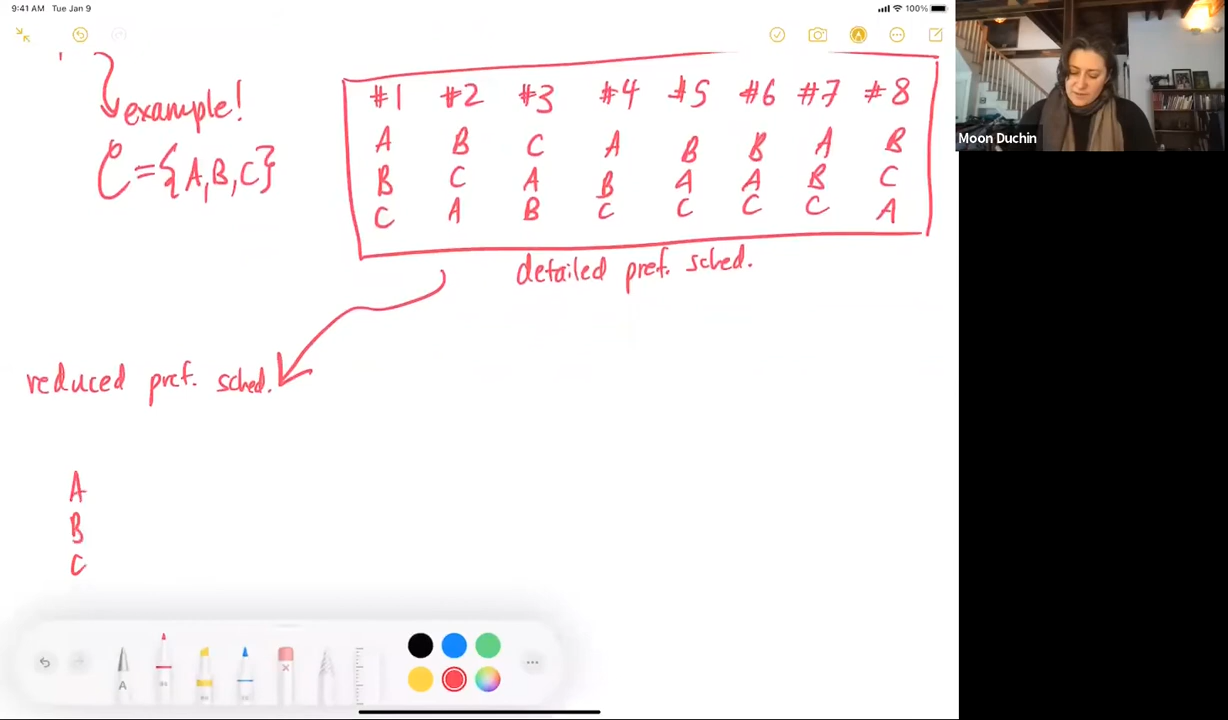 9:41 AM Tue Jan 9
100%
example!
#1 #2 #3 #4 #5 #6 #7 #8
A B C A B B A B
C={A,B,C}
B C A B A A B C
C A B C C C C A
detailed pref. sched.
reduced pref. sched.
A
B
C
A
Moon Duchin